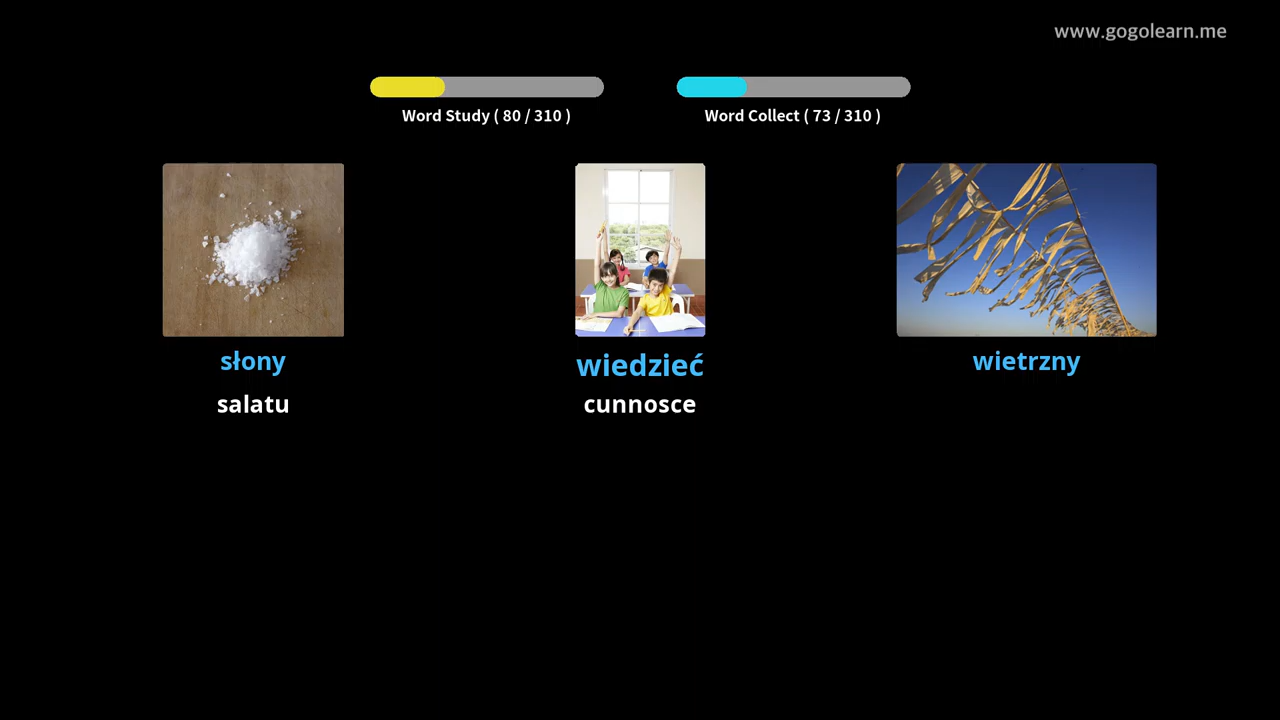 www.gogolearn.me
Word Study ( 80 / 310 )
Word Collect ( 73 / 310 )
słony
wiedzieć
wietrzny
salatu
cunnosce